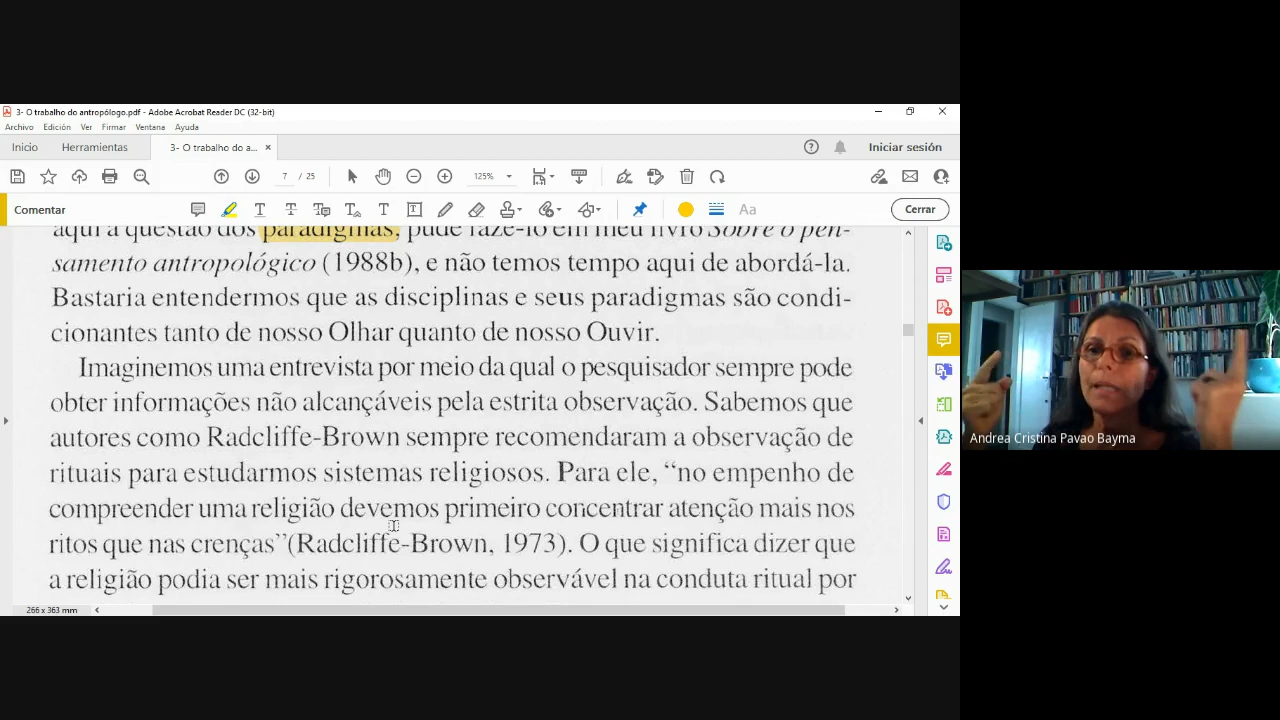 3- O trabalho do antropólogo.pdf - Adobe Acrobat Reader DC (32-bit)
Archivo Edición Ver Firmar Ventana Ayuda
Inicio Herramientas 3- O trabalho do a... × Iniciar sesión
7 / 25 125%
Comentar Aa Cerrar
aqui a questão dos paradigmas, pude fazê-lo em meu livro Sobre o pen-
samento antropológico (1988b), e não temos tempo aqui de abordá-la.
Bastaria entendermos que as disciplinas e seus paradigmas são condi-
cionantes tanto de nosso Olhar quanto de nosso Ouvir.
Imaginemos uma entrevista por meio da qual o pesquisador sempre pode
obter informações não alcançáveis pela estrita observação. Sabemos que
autores como Radcliffe-Brown sempre recomendaram a observação de
rituais para estudarmos sistemas religiosos. Para ele, “no empenho de
compreender uma religião devemos primeiro concentrar atenção mais nos
ritos que nas crenças”(Radcliffe-Brown, 1973). O que significa dizer que
a religião podia ser mais rigorosamente observável na conduta ritual por
266 x 363 mm
Andrea Cristina Pavao Bayma